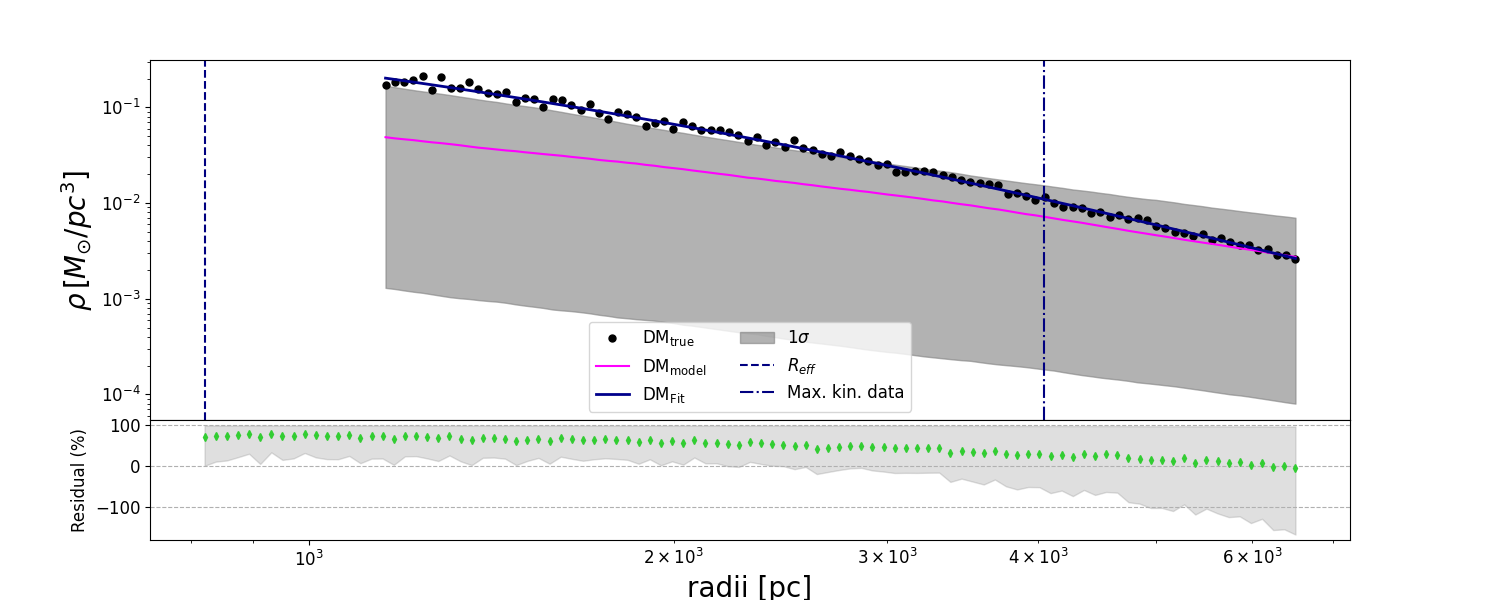 ρ [M⊙/pc³]
10⁻¹
10⁻²
10⁻³
10⁻⁴
DM_true
DM_model
DM_Fit
1σ
R_eff
Max. kin. data
Residual (%)
100
0
−100
10³
2 × 10³
3 × 10³
4 × 10³
6 × 10³
radii [pc]